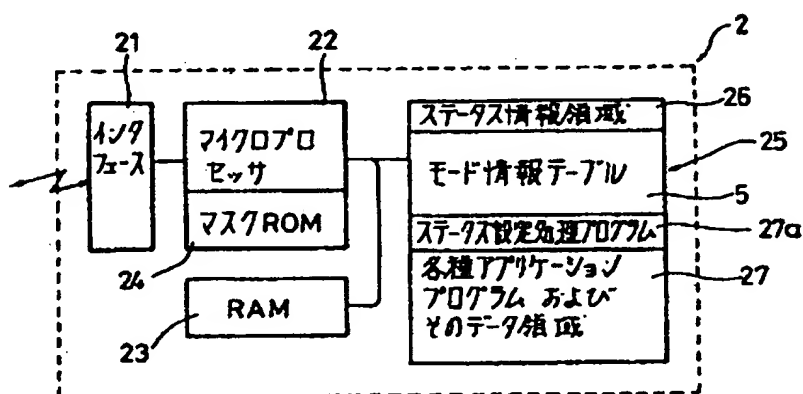 21
22
2
インタ
フェース
マイクロプロ
セッサ
マスクROM
24
RAM
23
ステータス情報領域
26
25
モード情報テーブル
5
ステータス設定処理プログラム
27a
各種アプリケーション
プログラム および
そのデータ領域
27